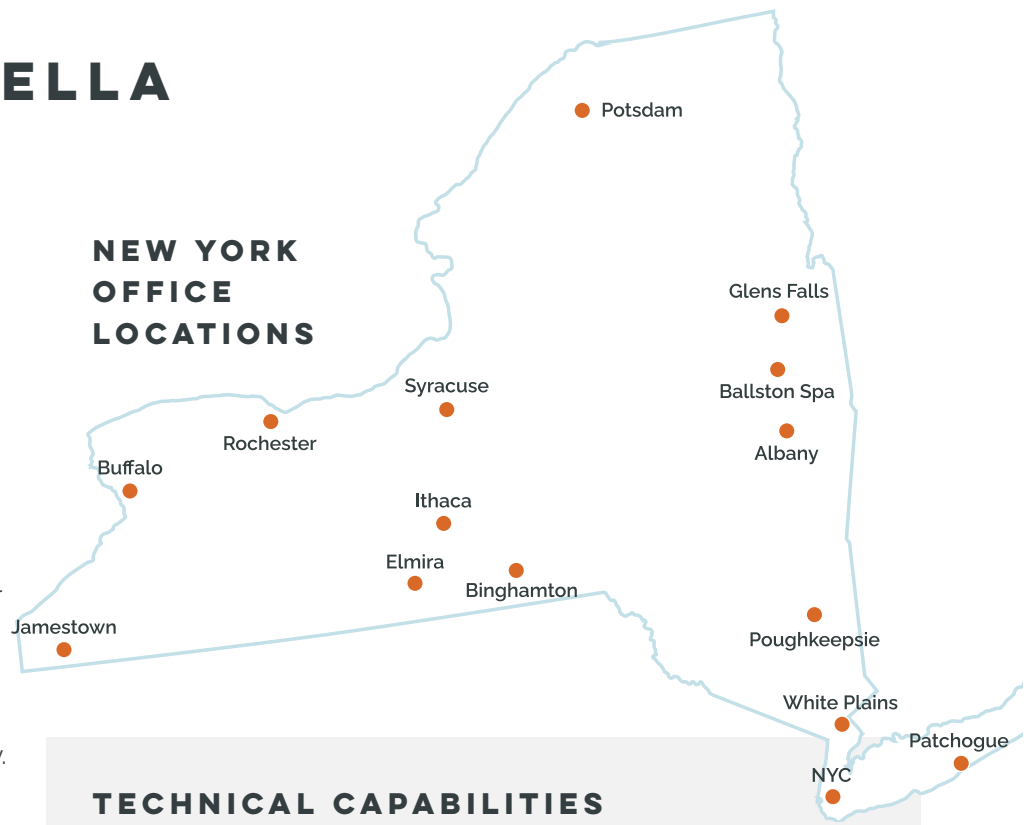 ELLA
Potsdam
NEW YORK
OFFICE
LOCATIONS
Glens Falls
Syracuse
Ballston Spa
Rochester
Albany
Buffalo
Ithaca
Elmira
Binghamton
Jamestown
Poughkeepsie
White Plains
Patchogue
NYC
TECHNICAL CAPABILITIES